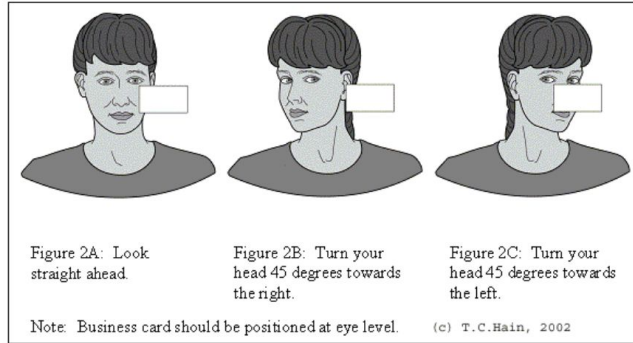 Figure 2A: Look
straight ahead.
Figure 2B: Turn your
head 45 degrees towards
the right.
Figure 2C: Turn your
head 45 degrees towards
the left.
Note: Business card should be positioned at eye level.
(c) T.C.Hain, 2002